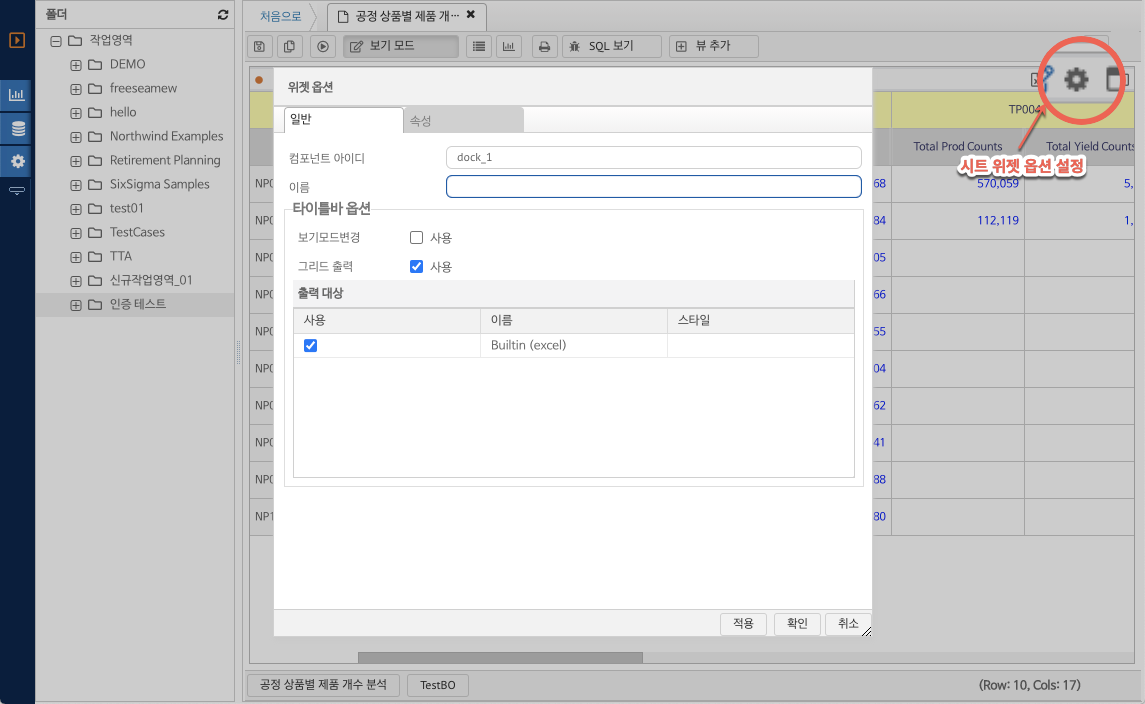 폴더
처음으로
공정 상품별 제품 개···
보기 모드
SQL 보기
뷰 추가
작업영역
DEMO
freeseamew
hello
Northwind Examples
Retirement Planning
SixSigma Samples
test01
TestCases
TTA
신규작업영역_01
인증 테스트
위젯 옵션
일반
속성
컴포넌트 아이디
dock_1
이름
타이틀바 옵션
보기모드변경
사용
그리드 출력
사용
출력 대상
사용 이름 스타일
Builtin (excel)
적용 확인 취소
TP004
Total Prod Counts Total Yield Counts
시트 위젯 옵션 설정
NP0 68 570,059 5,
NP0 84 112,119 1,
NP0 05
NP0 66
NP0 55
NP0 04
NP0 62
NP0 41
NP0 88
NP1 80
공정 상품별 제품 개수 분석
TestBO
(Row: 10, Cols: 17)